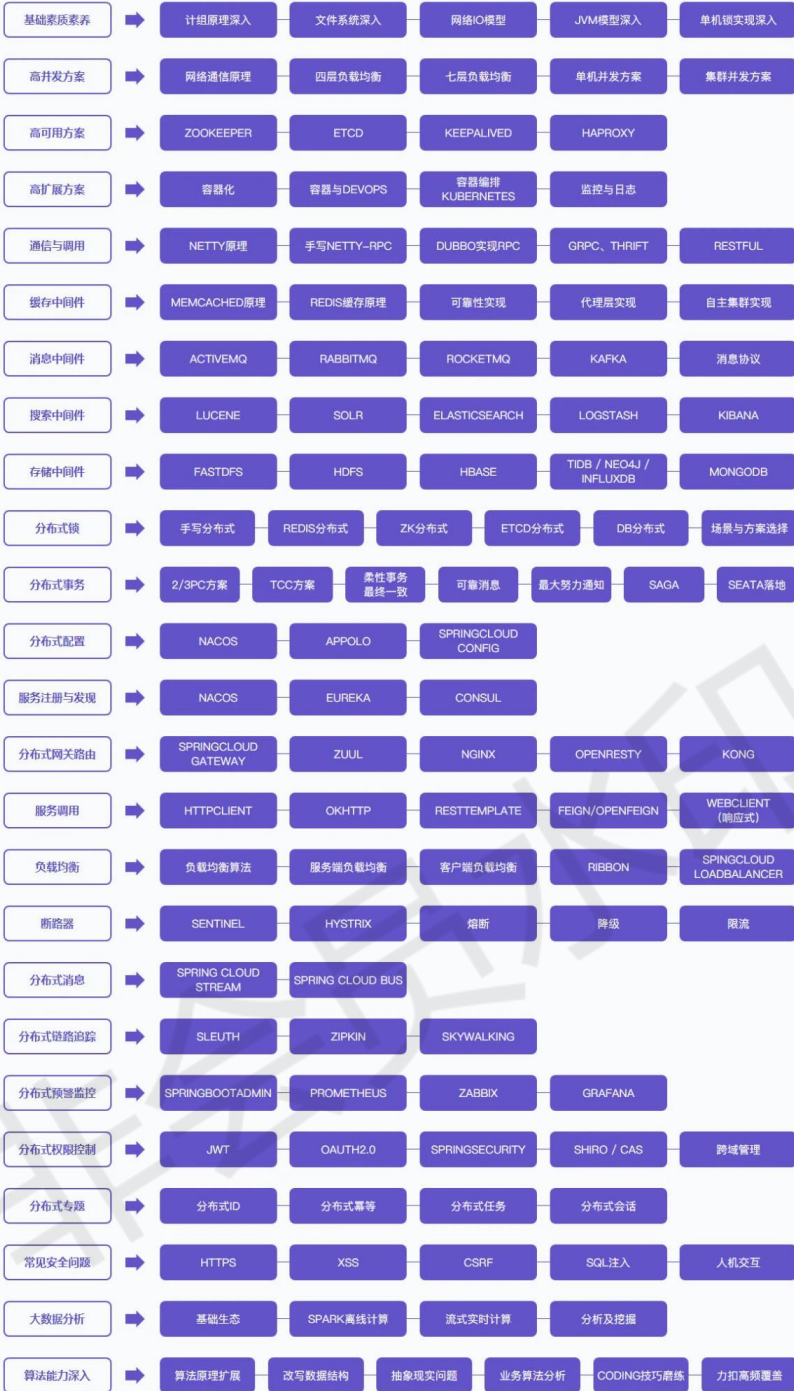 基础素质素养 计组原理深入 文件系统深入 网络IO模型 JVM模型深入 单机锁实现深入
高并发方案 网络通信原理 四层负载均衡 七层负载均衡 单机并发方案 集群并发方案
高可用方案 ZOOKEEPER ETCD KEEPALIVED HAPROXY
高扩展方案 容器化 容器与DEVOPS 容器编排 KUBERNETES 监控与日志
通信与调用 NETTY原理 手写NETTY-RPC DUBBO实现RPC GRPC、THRIFT RESTFUL
缓存中间件 MEMCACHED原理 REDIS缓存原理 可靠性实现 代理层实现 自主集群实现
消息中间件 ACTIVEMQ RABBITMQ ROCKETMQ KAFKA 消息协议
搜索中间件 LUCENE SOLR ELASTICSEARCH LOGSTASH KIBANA
存储中间件 FASTDFS HDFS HBASE TIDB / NEO4J / INFLUXDB MONGODB
分布式锁 手写分布式 REDIS分布式 ZK分布式 ETCD分布式 DB分布式 场景与方案选择
分布式事务 2/3PC方案 TCC方案 柔性事务 最终一致 可靠消息 最大努力通知 SAGA SEATA落地
分布式配置 NACOS APPOLO SPRINGCLOUD CONFIG
服务注册与发现 NACOS EUREKA CONSUL
分布式网关路由 SPRINGCLOUD GATEWAY ZUUL NGINX OPENRESTY KONG
服务调用 HTTPCLIENT OKHTTP RESTTEMPLATE FEIGN/OPENFEIGN WEBCLIENT (响应式)
负载均衡 负载均衡算法 服务端负载均衡 客户端负载均衡 RIBBON SPINGCLOUD LOADBALANCER
断路器 SENTINEL HYSTRIX 熔断 降级 限流
分布式消息 SPRING CLOUD STREAM SPRING CLOUD BUS
分布式链路追踪 SLEUTH ZIPKIN SKYWALKING
分布式预警监控 SPRINGBOOTADMIN PROMETHEUS ZABBIX GRAFANA
分布式权限控制 JWT OAUTH2.0 SPRINGSECURITY SHIRO / CAS 跨域管理
分布式专题 分布式ID 分布式幂等 分布式任务 分布式会话
常见安全问题 HTTPS XSS CSRF SQL注入 人机交互
大数据分析 基础生态 SPARK离线计算 流式实时计算 分析及挖掘
算法能力深入 算法原理扩展 改写数据结构 抽象现实问题 业务算法分析 CODING技巧磨练 力扣高频覆盖
非会员水印